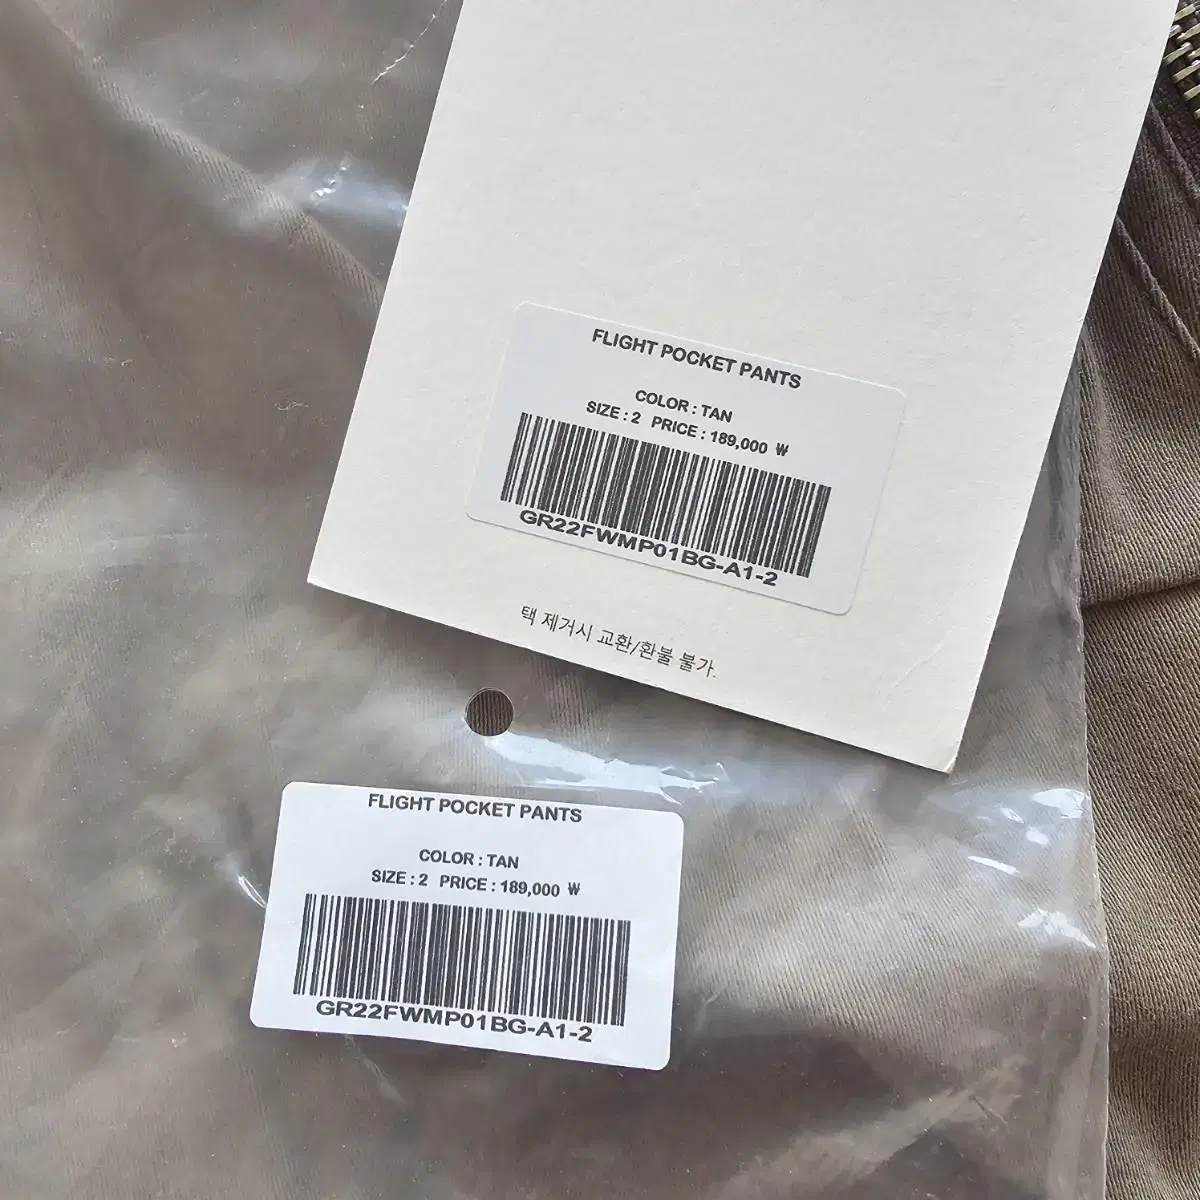 FLIGHT POCKET PANTS
COLOR : TAN
SIZE : 2 PRICE : 189,000 ₩
GR22FWMP01BG-A1-2
택 제거시 교환/환불 불가.
FLIGHT POCKET PANTS
COLOR : TAN
SIZE : 2 PRICE : 189,000 ₩
GR22FWMP01BG-A1-2